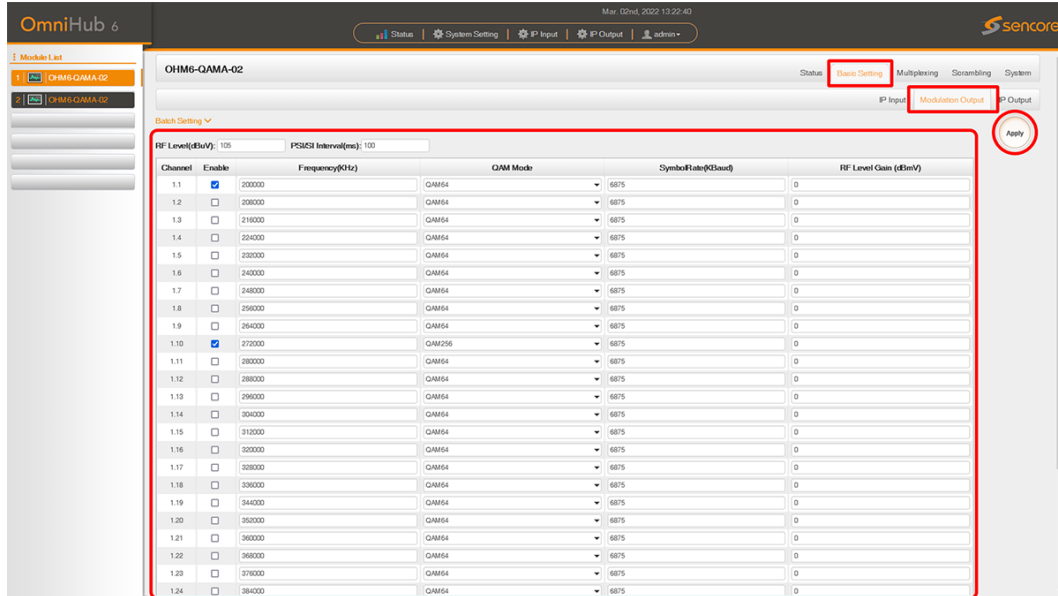 Mar. 02nd, 2022 13:22:40
OmniHub 6
Status | System Setting | IP Input | IP Output | admin
sencore
Module List
1 OHM6-QAMA-02
2 OHM6-QAMA-02
OHM6-QAMA-02
Status Basic Setting Multiplexing Scrambling System
IP Input Modulation Output IP Output
Batch Setting
Apply
RF Level(dBuV): 105 PSI/SI Interval(ms): 100
Channel Enable Frequency(KHz) QAM Mode SymbolRate(KBaud) RF Level Gain (dBmV)
1.1 200000 QAM64 6875 0
1.2 208000 QAM64 6875 0
1.3 216000 QAM64 6875 0
1.4 224000 QAM64 6875 0
1.5 232000 QAM64 6875 0
1.6 240000 QAM64 6875 0
1.7 248000 QAM64 6875 0
1.8 256000 QAM64 6875 0
1.9 264000 QAM64 6875 0
1.10 272000 QAM256 6875 0
1.11 280000 QAM64 6875 0
1.12 288000 QAM64 6875 0
1.13 296000 QAM64 6875 0
1.14 304000 QAM64 6875 0
1.15 312000 QAM64 6875 0
1.16 320000 QAM64 6875 0
1.17 328000 QAM64 6875 0
1.18 336000 QAM64 6875 0
1.19 344000 QAM64 6875 0
1.20 352000 QAM64 6875 0
1.21 360000 QAM64 6875 0
1.22 368000 QAM64 6875 0
1.23 376000 QAM64 6875 0
1.24 384000 QAM64 6875 0